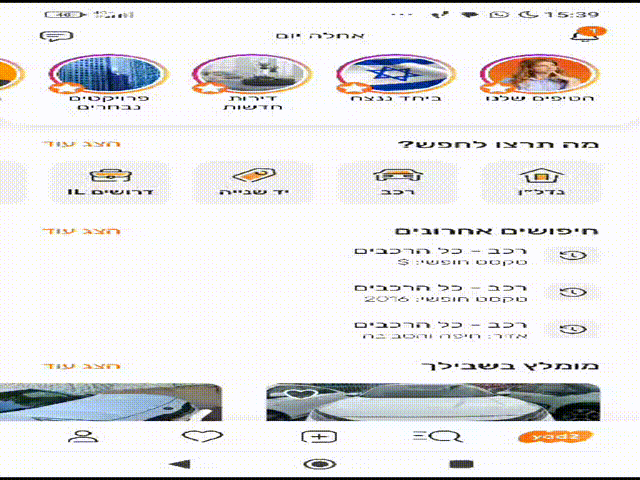 15:39
אחלה יום
הטיפים שלנו
ביחד ננצח
דירות
חדשות
פרויקטים
נבחרים
מה תרצו לחפש?
הצג עוד
נדל״ן
רכב
יד שנייה
דרושים IL
חיפושים אחרונים
הצג עוד
רכב - כל הרכבים
טקסט חופשי: $
רכב - כל הרכבים
טקסט חופשי: 2016
רכב - כל הרכבים
אזור: חיפה והסביבה
מומלץ בשבילך
הצג עוד
yad2